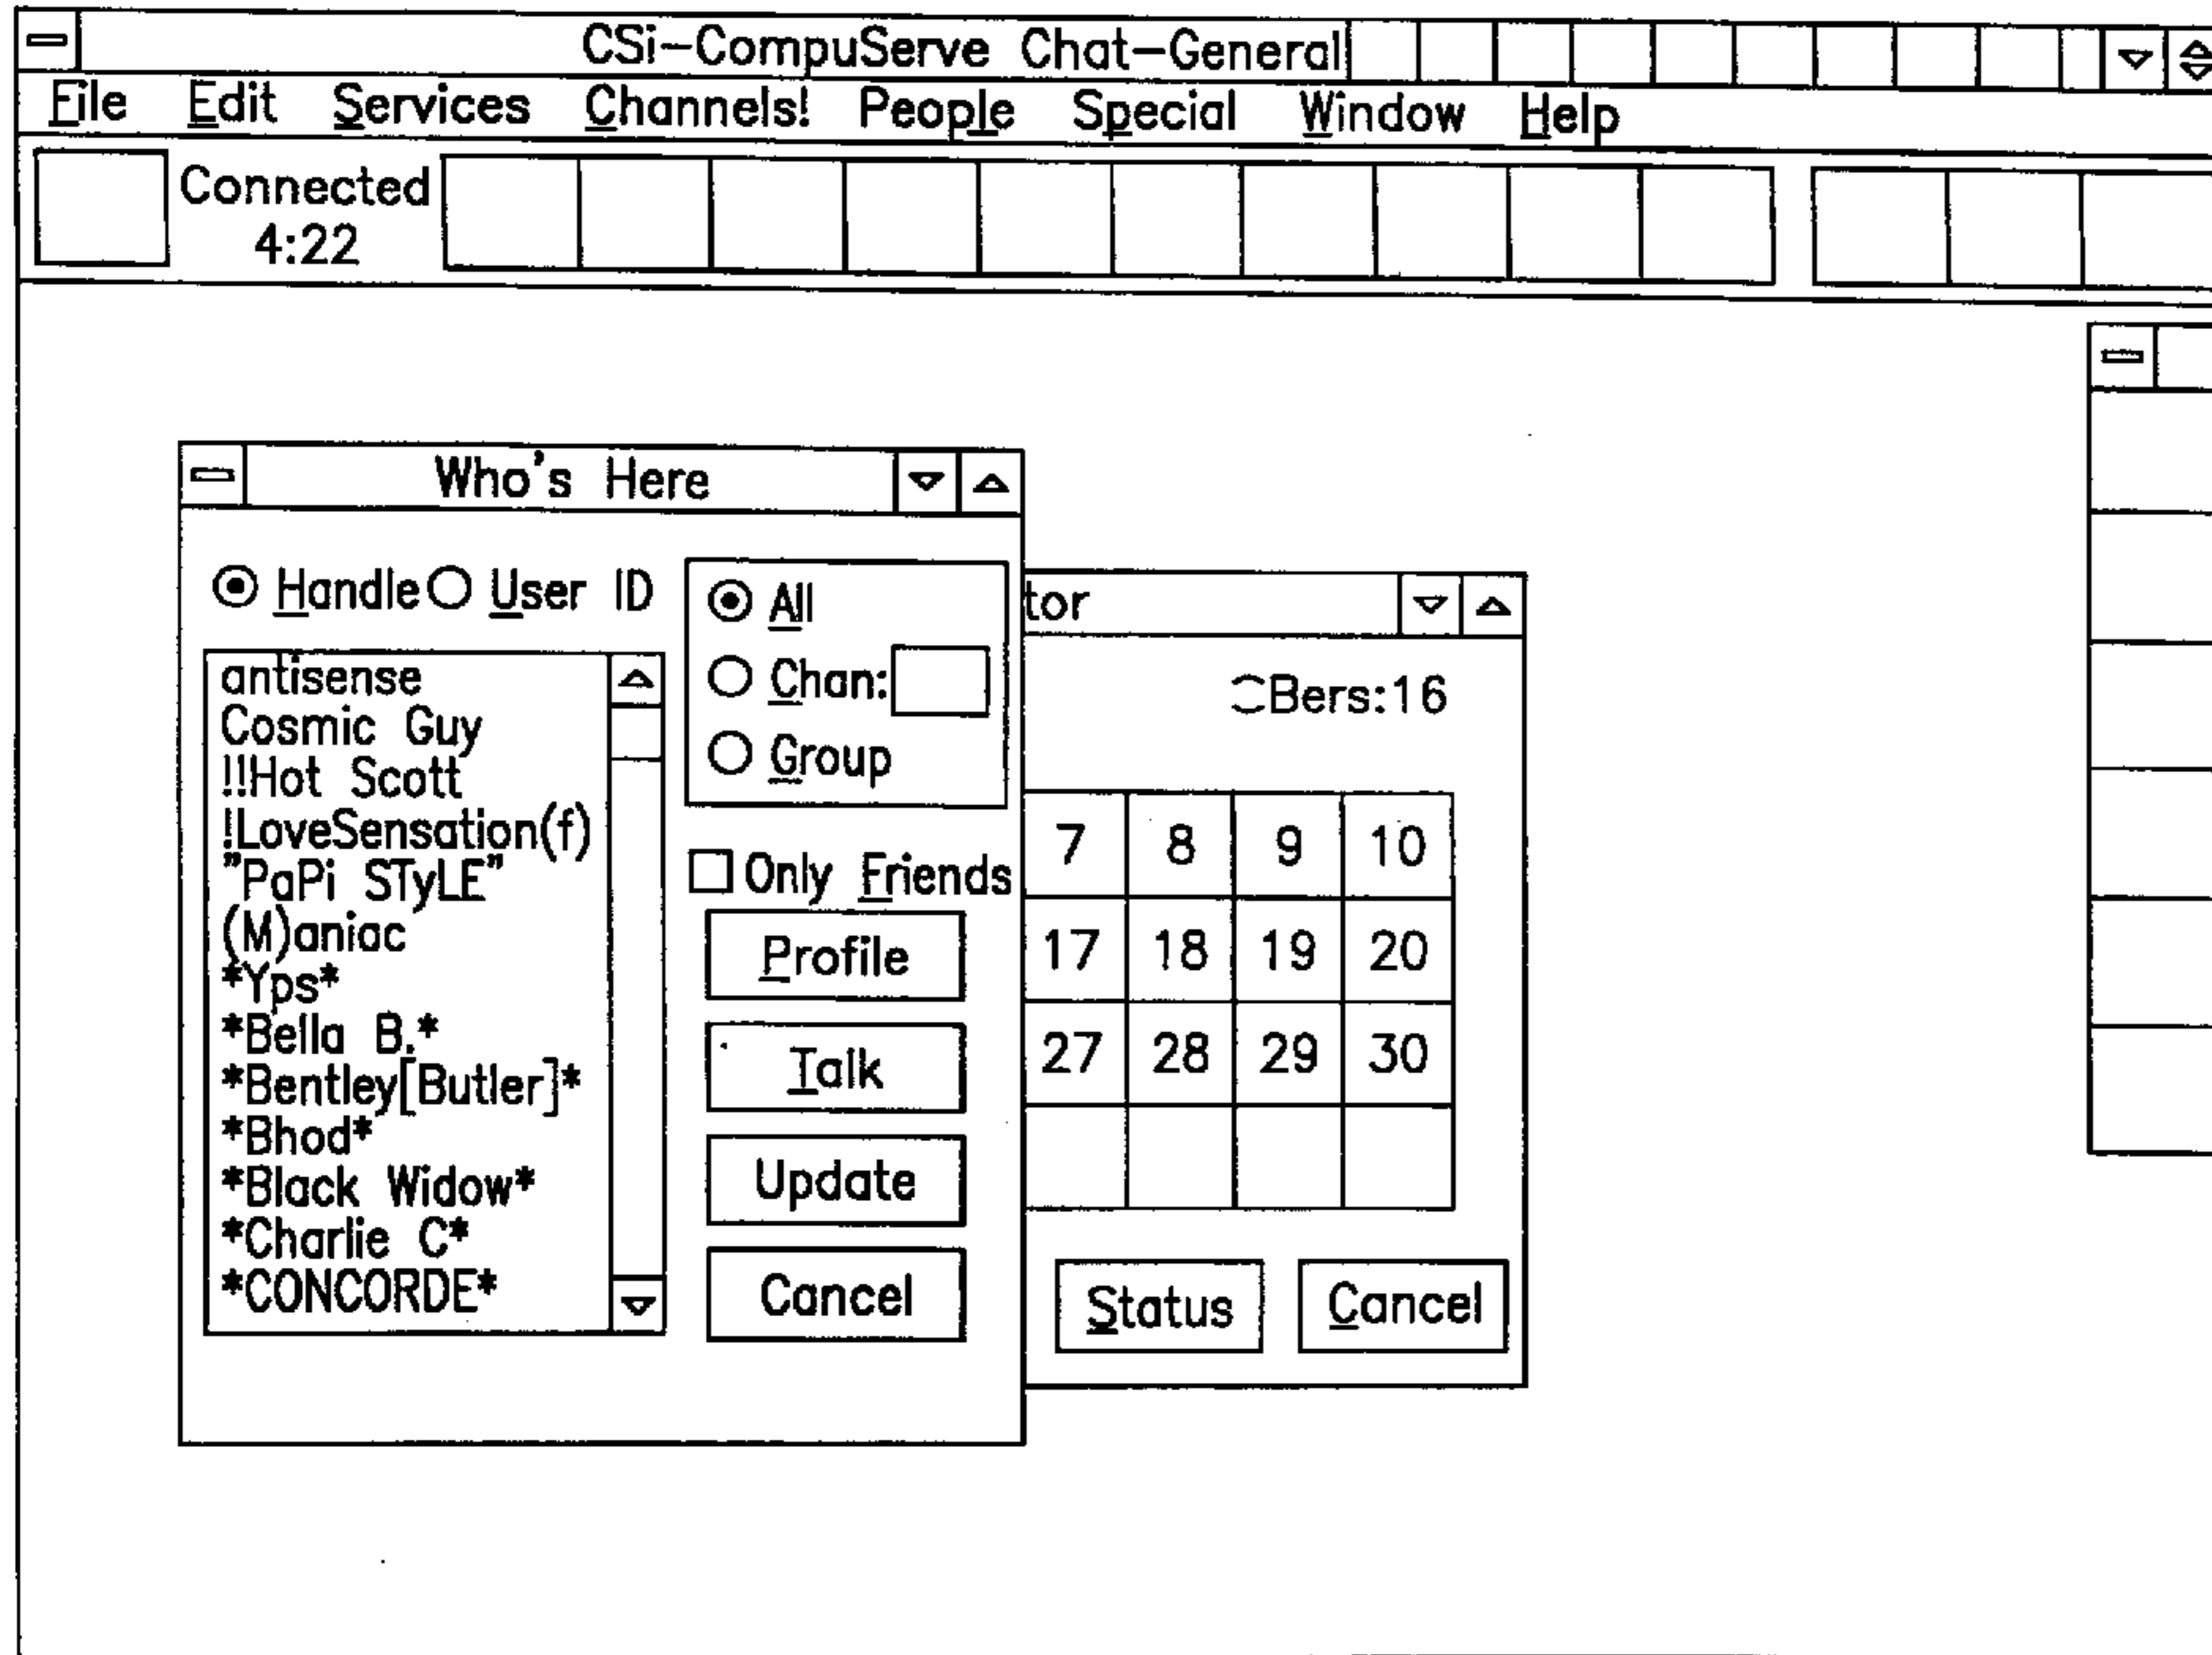 CSi-CompuServe Chat-General
File Edit Services Channels! People Special Window Help
Connected
4:22
Who's Here
Handle User ID
All
Chan:
Group
antisense
Cosmic Guy
!!Hot Scott
!LoveSensation(f)
"PaPi STyLE"
(M)aniac
*Yps*
*Bella B.*
*Bentley[Butler]*
*Bhod*
*Black Widow*
*Charlie C*
*CONCORDE*
Only Friends
Profile
Talk
Update
Cancel
tor
Bers:16
7 8 9 10
17 18 19 20
27 28 29 30
Status Cancel